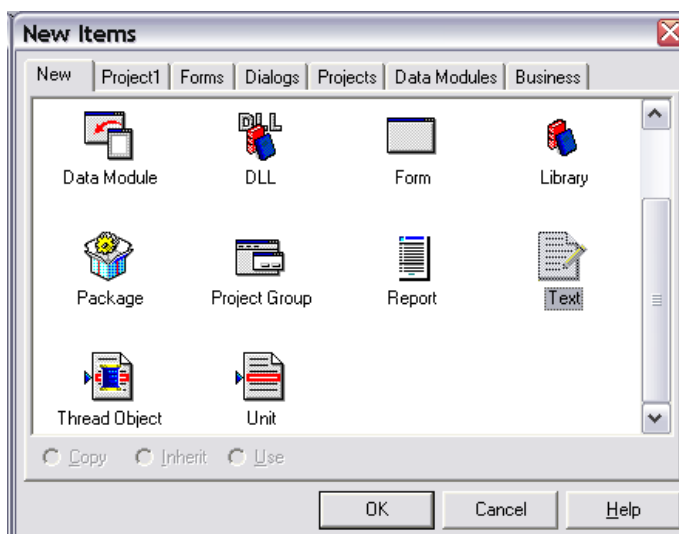 New Items
New Project1 Forms Dialogs Projects Data Modules Business
DLL
Data Module DLL Form Library
Package Project Group Report Text
Thread Object Unit
Copy Inherit Use
OK Cancel Help